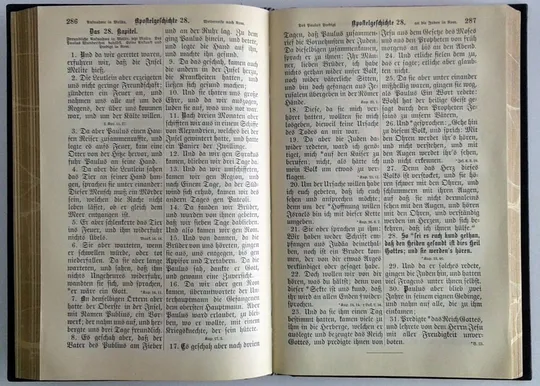 286
Apostelgeschichte 28.
Das 28. Kapitel.
1. Und da wir gerettet waren,
erfuhren wir, daß die Insel
Melite hieß.
2. Die Leutlein aber erzeigeten
uns nicht geringe Freundschaft;
zündeten ein Feuer an, und
nahmen uns alle auf um des
Regens, der über uns kommen
war, und um der Kälte willen.
3. Da aber Paulus einen Haufen
Reiser zusammenraffte, und
legte es aufs Feuer, kam eine
Otter von der Hitze hervor, und
fuhr Paulus an seine Hand.
4. Da aber die Leutlein sahen
das Tier an seiner Hand hangen,
sprachen sie unter einander:
Dieser Mensch muß ein Mörder
sein, welchen die Rache nicht
leben läßt, ob er gleich dem
Meer entgangen ist.
5. Er aber schlenkerte das Tier
ins Feuer, und ihm widerfuhr
nichts übels.
6. Sie aber warteten, wenn
er schwellen würde, oder tot
niederfallen. Da sie aber lange
warteten, und sahen, daß ihm
nichts Ungeheures widerfuhr,
wandten sie sich, und sprachen,
er wäre ein Gott.
7. An denselbigen Örtern aber
hatte der Oberste in der Insel,
mit Namen Publius, ein Vorwerk;
der nahm uns auf, und herbergte
uns drei Tage freundlich.
8. Es geschah aber, daß der
Vater des Publius am Fieber
und an der Ruhr lag. Zu dem
ging Paulus hinein, und betete,
und legte die Hand auf ihn,
und machte ihn gesund.
9. Da das geschah, kamen auch
die andern in der Insel herzu,
die Krankheiten hatten, und
ließen sich gesund machen;
10. Und sie thaten uns große
Ehre, und da wir auszogen,
luden sie auf, was uns not war.
11. Nach dreien Monaten aber
schifften wir aus in einem Schiffe
von Alexandrien, welches bei der
Insel gewintert hatte, und hatte
ein Panier der Zwillinge.
12. Und da wir gen Syrakus
kamen, blieben wir drei Tage da.
13. Und da wir umschifften,
kamen wir gen Region, und
nach Einem Tage, da der Südwind
sich erhob, kamen wir des
andern Tages gen Puteoli.
14. Da fanden wir Brüder,
und wurden von ihnen gebeten,
daß wir sieben Tage dablieben.
Und also kamen wir gen Rom.
15. Und von dannen, da die
Brüder von uns höreten, gingen
sie aus, uns entgegen, bis gen
Appifer und Tretabern. Da die
Paulus sah, dankte er Gott,
und gewann eine Zuversicht.
16. Da wir aber gen Rom
kamen, überantwortete der Unterhauptmann
die Gefangenen
dem obersten Hauptmann. Aber
Paulus ward erlaubt zu bleiben,
wo er wollte, mit einem
Kriegsknechte, der sein hütete.
17. Es geschah aber nach dreien
Apostelgeschichte 28.
287
Tagen, daß Paulus zusammenrief
die Vornehmsten der Juden.
Da dieselbigen zusammenkamen,
sprach er zu ihnen: Ihr Männer,
lieben Brüder, ich habe
nichts gethan wider unser Volk,
noch wider väterliche Sitten,
und bin doch gefangen aus Jerusalem
übergeben in der Römer
Hände.
18. Diese, da sie mich verhöret
hatten, wollten sie mich
losgeben, dieweil keine Ursache
des Todes an mir war.
19. Da aber die Juden dawider
redeten, ward ich genötiget,
mich auf den Kaiser zu
berufen; nicht, als hätte ich
mein Volk um etwas zu verklagen.
20. Um der Ursache willen habe
ich euch gebeten, daß ich euch
sehen und ansprechen möchte;
denn um der Hoffnung willen
Israels bin ich mit dieser Kette
umgeben.
21. Sie aber sprachen zu ihm:
Wir haben weder Schrift empfangen
aus Judäa deinethalben,
noch ist ein Bruder kommen,
der von dir etwas Arges
verkündiget oder gesagt habe.
22. Doch wollen wir von dir
hören, was du hältst; denn von
dieser Sekte ist uns kund, daß
ihr wird an allen Enden widersprochen.
23. Und da sie ihm einen Tag
bestimmt hatten, kamen viele zu
ihm in die Herberge, welchen er
auslegte und bezeugte das Reich
Gottes, und predigte ihnen von
Jesu aus dem Gesetze des Moses
und aus den Propheten von früh
morgens an bis an den Abend.
24. Und etliche fielen dem zu,
das er sagte; etliche aber glaubten
nicht.
25. Da sie aber unter einander
mißhellig waren, gingen sie weg,
als Paulus Ein Wort redete:
Wohl hat der heilige Geist gesagt
durch den Propheten Jesaia
zu unsern Vätern,
26. Und gesprochen: „Gehe hin
zu diesem Volk, und sprich: Mit
den Ohren werdet ihr's hören,
und nicht verstehen, und mit
den Augen werdet ihr's sehen,
und nicht erkennen.
27. Denn das Herz dieses
Volks ist verstockt, und sie hören
schwer mit den Ohren, und
schlummern mit ihren Augen,
auf daß sie nicht dermaleinst
sehen mit den Augen, und hören
mit den Ohren, und verständig
werden im Herzen, und sich bekehren,
daß ich ihnen hülfe."
28. So sei es euch kund gethan,
daß den Heiden gesandt ist das Heil
Gottes; und sie werden's hören.
29. Und da er solches redete,
gingen die Juden hin, und hatten
viel Fragens unter ihnen selbst.
30. Paulus aber blieb zwei
Jahre in seinem eigenen Gedinge,
und nahm auf alle, die zu ihm
einkamen;
31. Predigte das Reich Gottes,
und lehrete von dem Herrn Jesu
mit aller Freudigkeit unverboten.